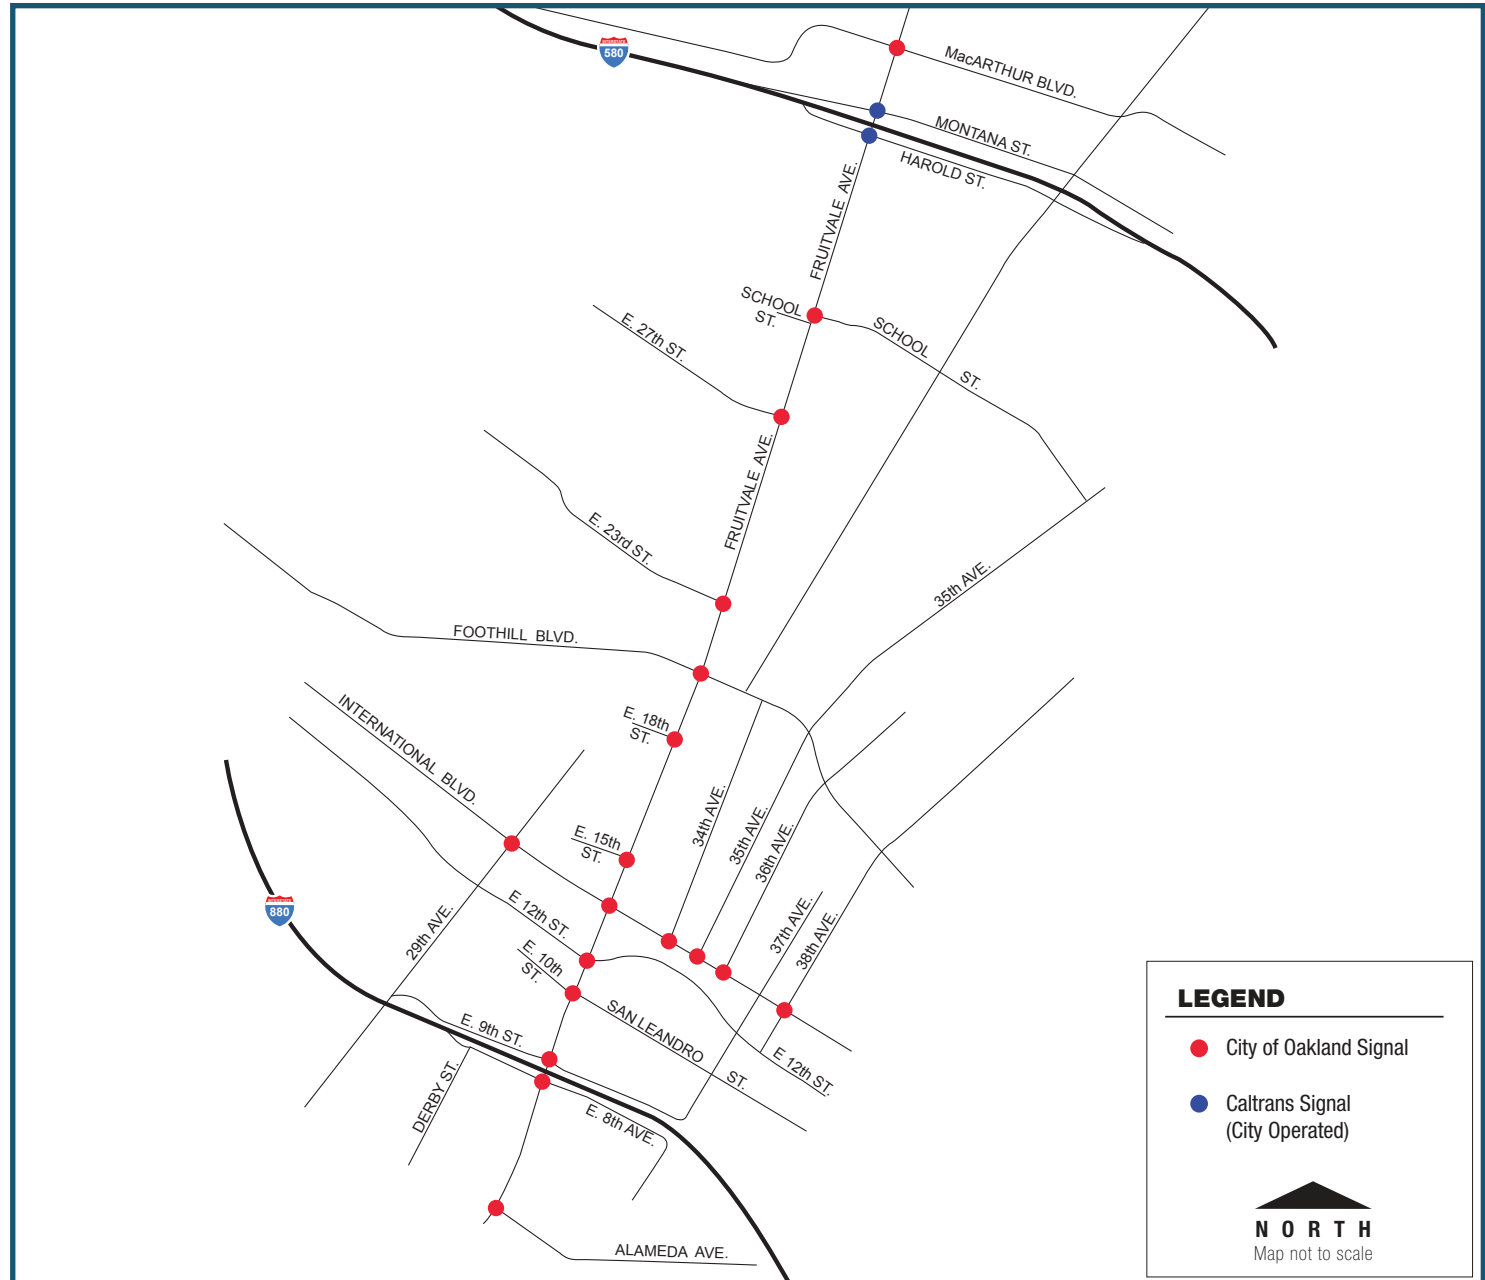 INTERSTATE
580
MacARTHUR BLVD.
MONTANA ST.
HAROLD ST.
FRUITVALE AVE.
SCHOOL
ST.
SCHOOL
ST.
E. 27th ST.
FRUITVALE AVE.
E. 23rd ST.
35th AVE.
FOOTHILL BLVD.
E. 18th
ST.
INTERNATIONAL BLVD.
34th AVE.
35th AVE.
36th AVE.
E. 15th
ST.
37th AVE.
38th AVE.
INTERSTATE
880
29th AVE.
E 12th ST.
E. 10th
ST.
SAN LEANDRO
ST.
E 12th ST.
E. 9th ST.
DERBY ST.
E. 8th AVE.
ALAMEDA AVE.
LEGEND
City of Oakland Signal
Caltrans Signal
(City Operated)
NORTH
Map not to scale